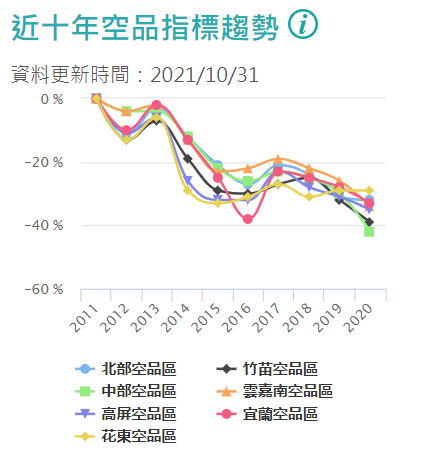 近十年空品指標趨勢 i
資料更新時間：2021/10/31
0 %
-20 %
-40 %
-60 %
2011 2012 2013 2014 2015 2016 2017 2018 2019 2020
北部空品區 竹苗空品區
中部空品區 雲嘉南空品區
高屏空品區 宜蘭空品區
花東空品區